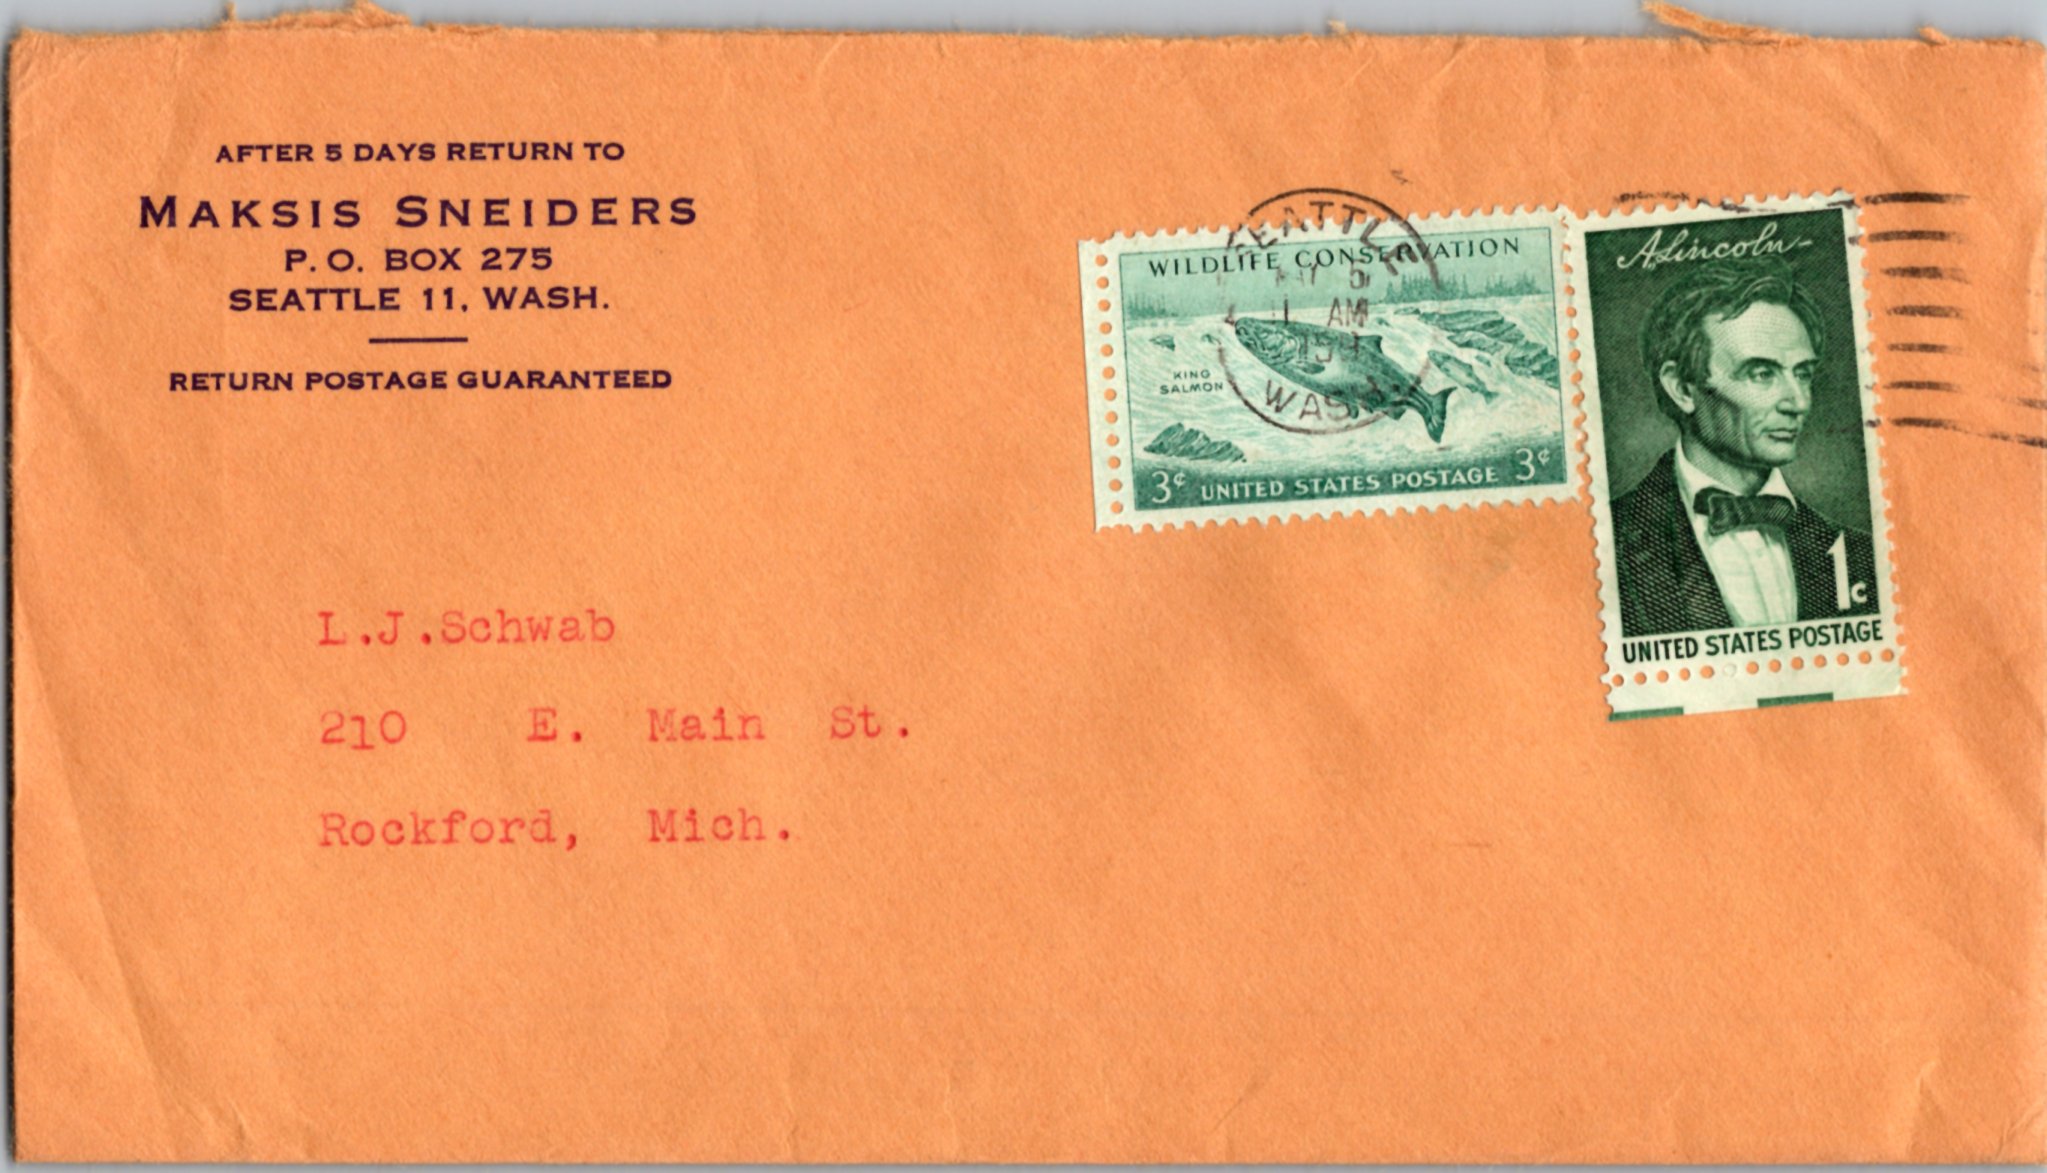 AFTER 5 DAYS RETURN TO
MAKSIS SNEIDERS
P. O. BOX 275
SEATTLE 11, WASH.
RETURN POSTAGE GUARANTEED
SEATTLE
AM
WASH.
WILDLIFE CONSERVATION
KING
SALMON
3¢ UNITED STATES POSTAGE 3¢
A. Lincoln
1c
UNITED STATES POSTAGE
L.J.Schwab
210 E. Main St.
Rockford, Mich.